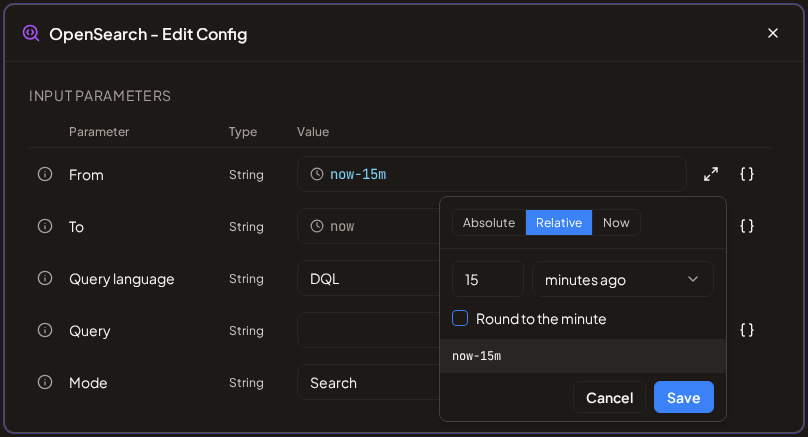 OpenSearch - Edit Config
INPUT PARAMETERS
Parameter Type Value
From String now-15m { }
To String now { }
Absolute Relative Now
Query language String DQL
15 minutes ago
Query String { }
Round to the minute
now-15m
Mode String Search
Cancel Save